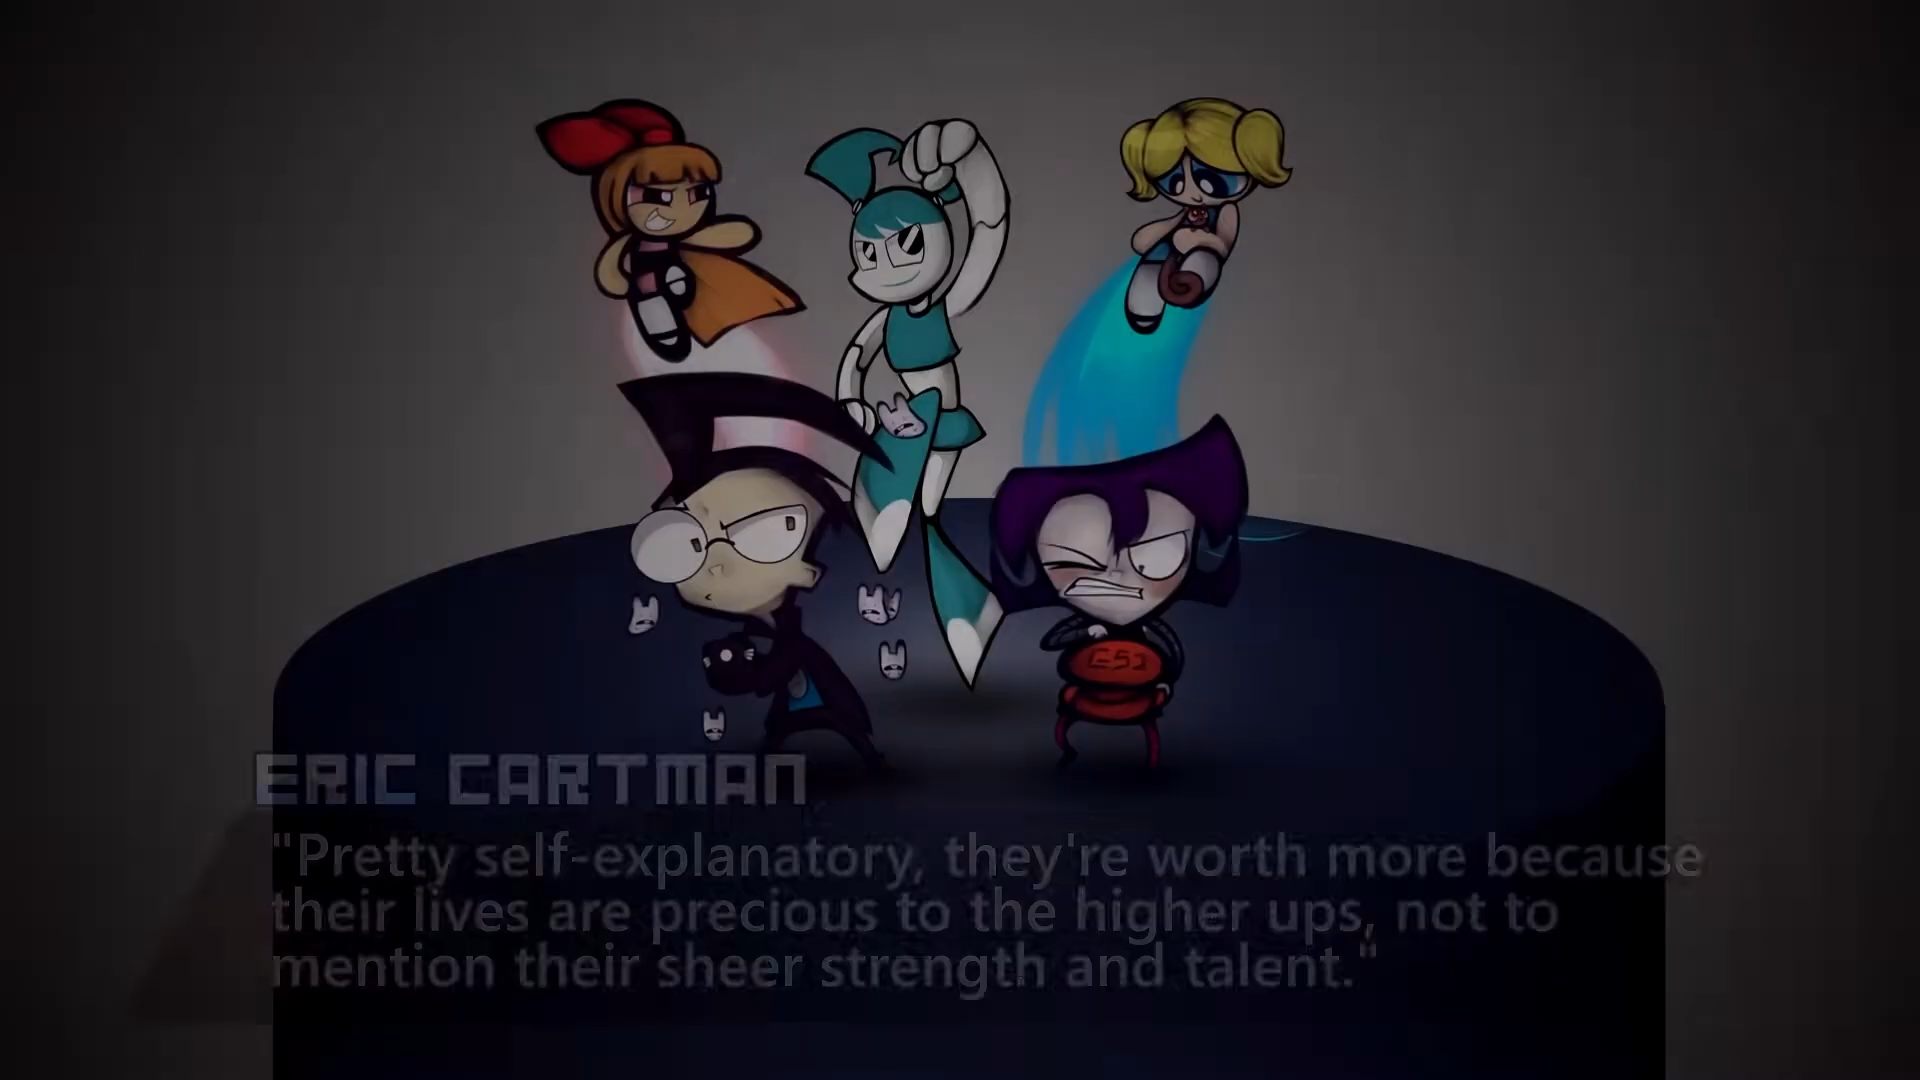 ERIC CARTMAN
"Pretty self-explanatory, they're worth more because
their lives are precious to the higher ups, not to
mention their sheer strength and talent."